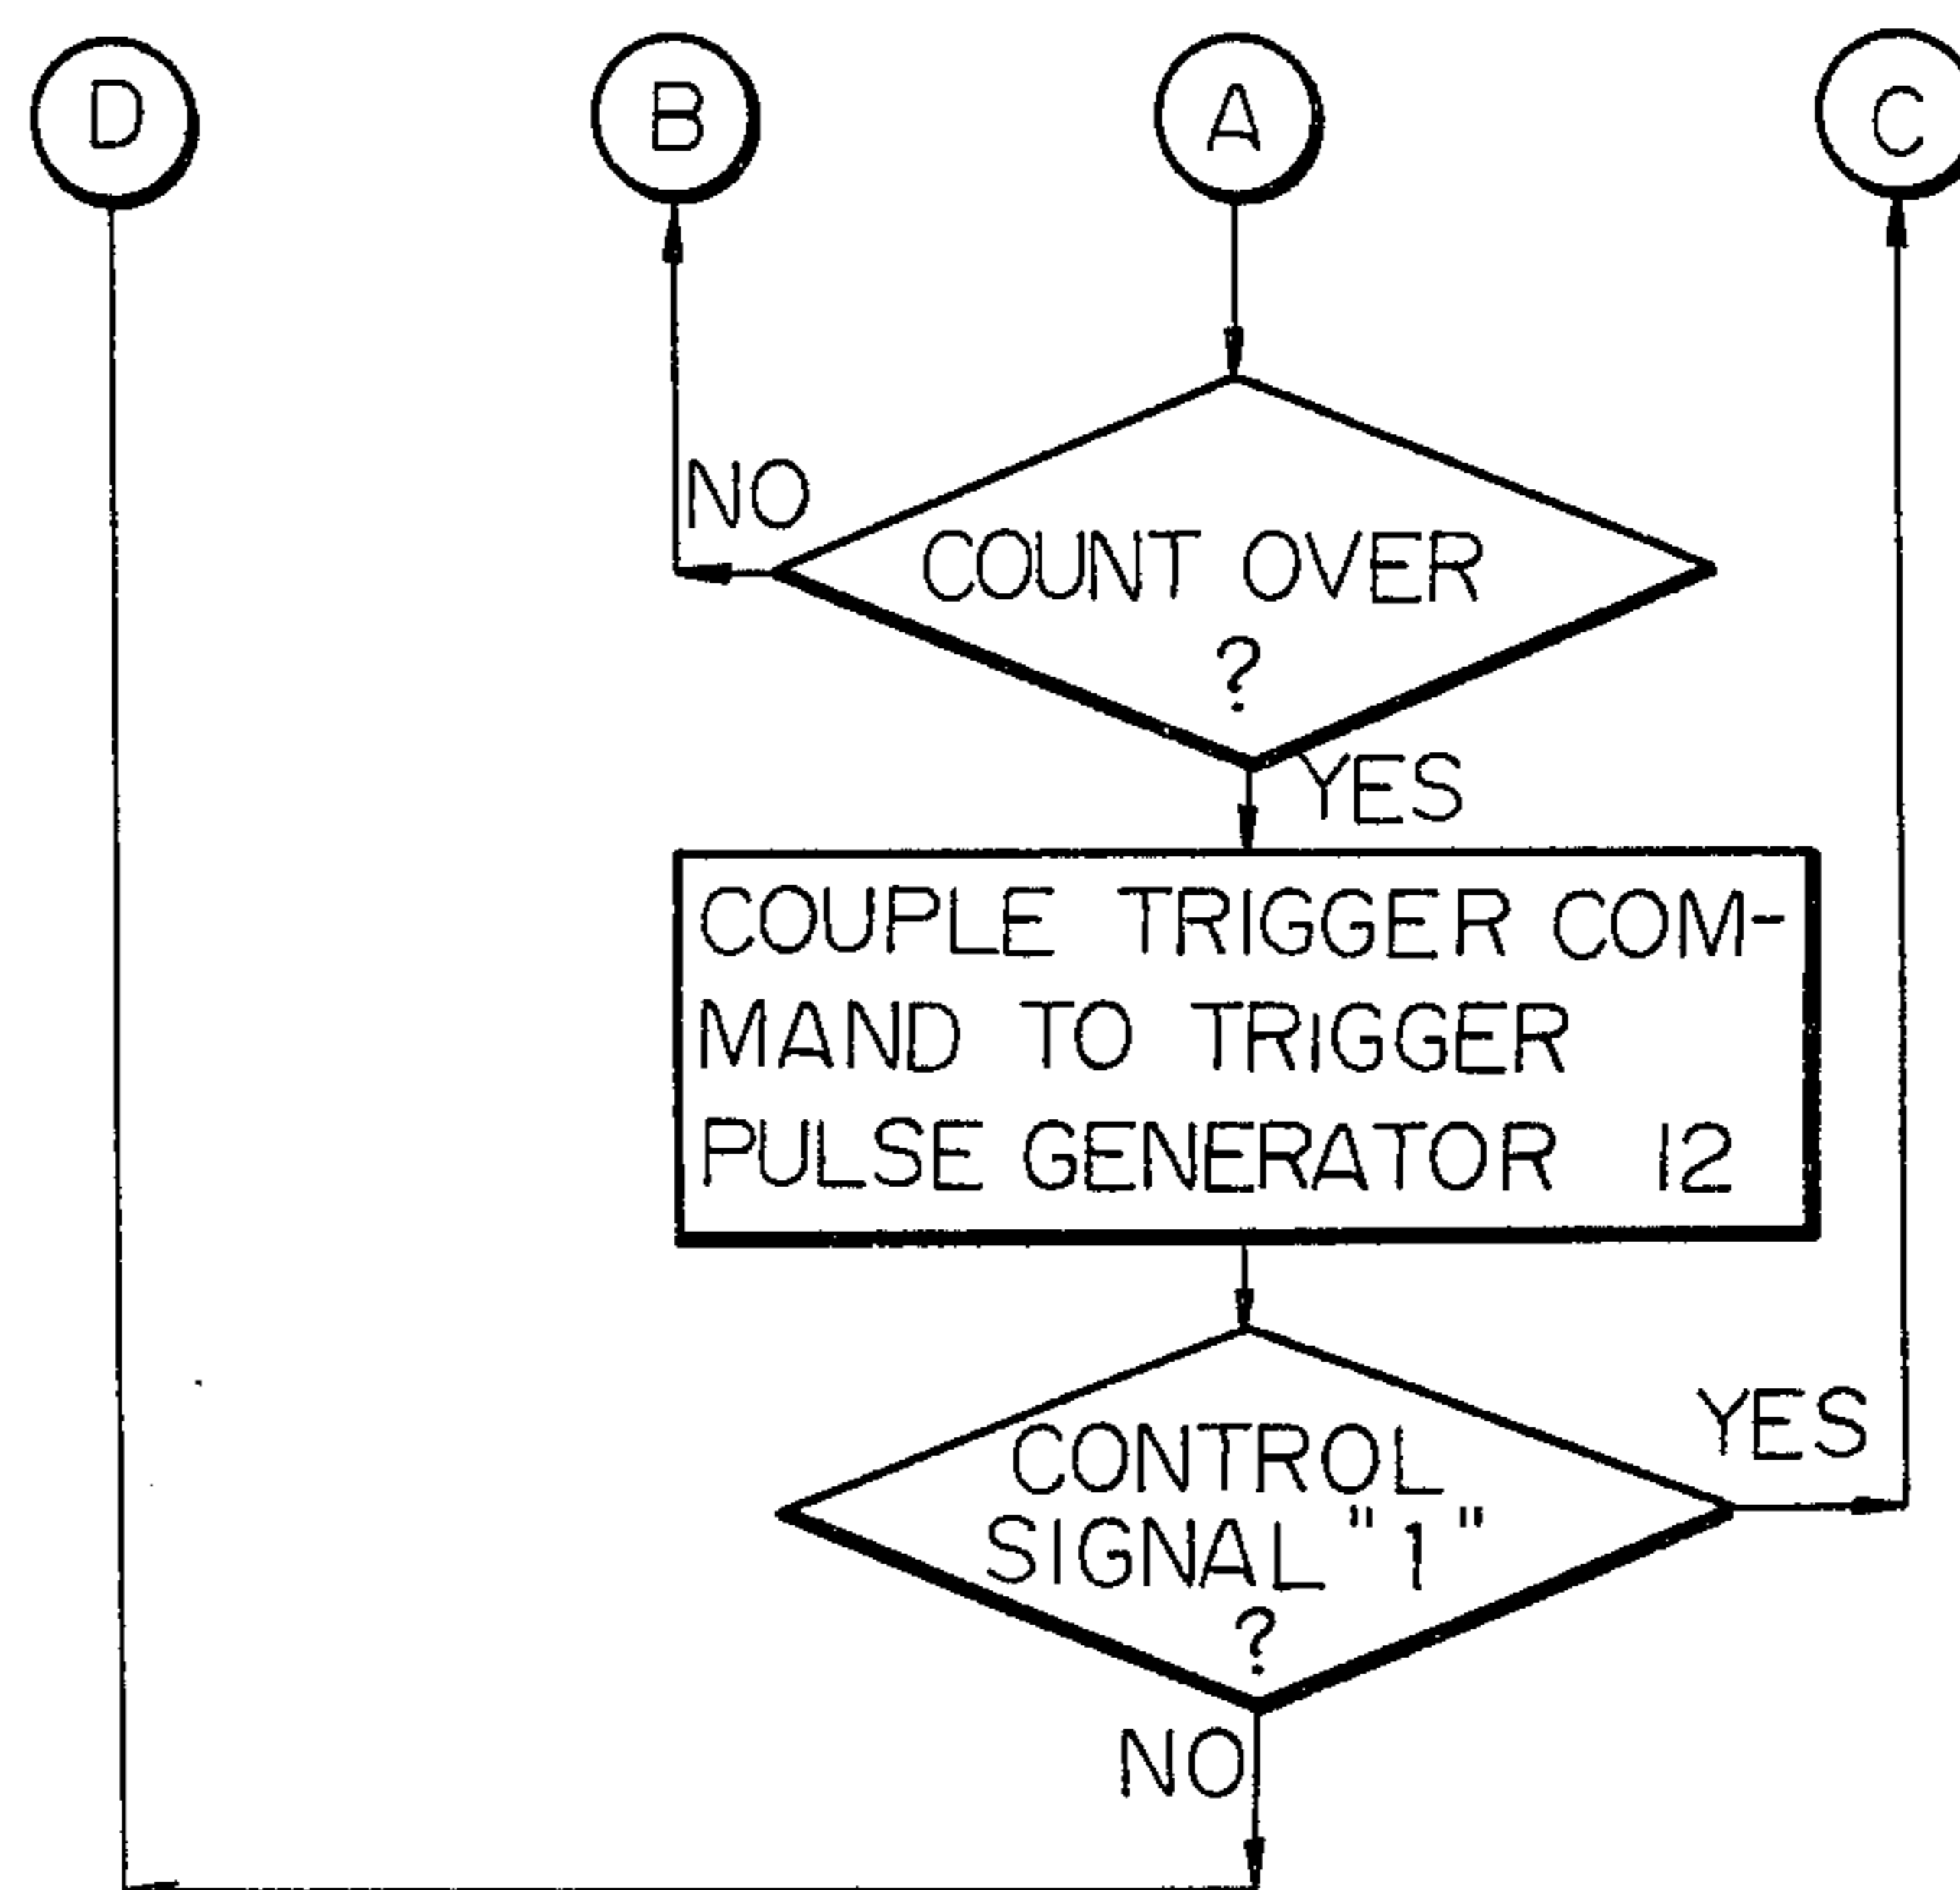 D
B
A
C
NO
COUNT OVER
?
YES
COUPLE TRIGGER COM-
MAND TO TRIGGER
PULSE GENERATOR 12
YES
CONTROL
SIGNAL "1"
?
NO